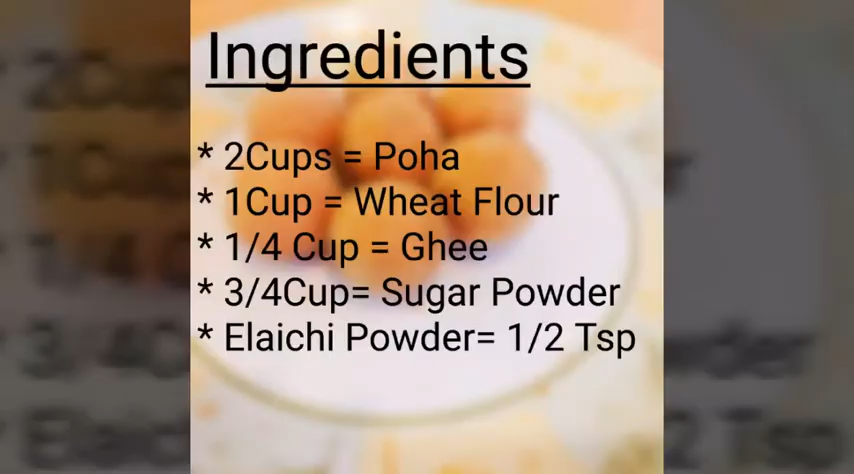 Ingredients
* 2Cups = Poha
* 1Cup = Wheat Flour
* 1/4 Cup = Ghee
* 3/4Cup= Sugar Powder
* Elaichi Powder= 1/2 Tsp